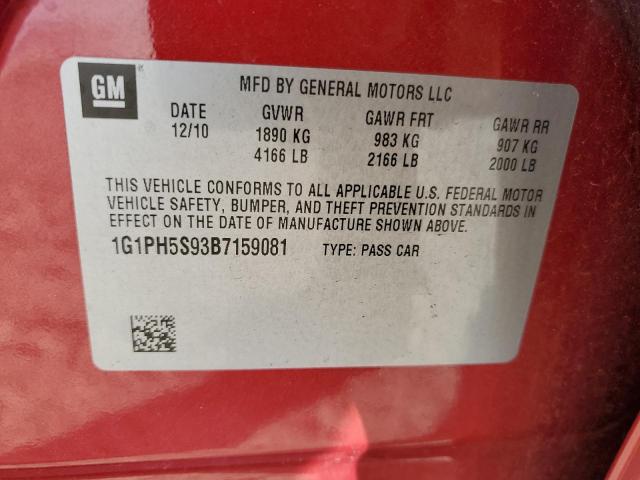 GM
MFD BY GENERAL MOTORS LLC
DATE GVWR GAWR FRT GAWR RR
12/10 1890 KG 983 KG 907 KG
4166 LB 2166 LB 2000 LB
THIS VEHICLE CONFORMS TO ALL APPLICABLE U.S. FEDERAL MOTOR
VEHICLE SAFETY, BUMPER, AND THEFT PREVENTION STANDARDS IN
EFFECT ON THE DATE OF MANUFACTURE SHOWN ABOVE.
1G1PH5S93B7159081 TYPE: PASS CAR